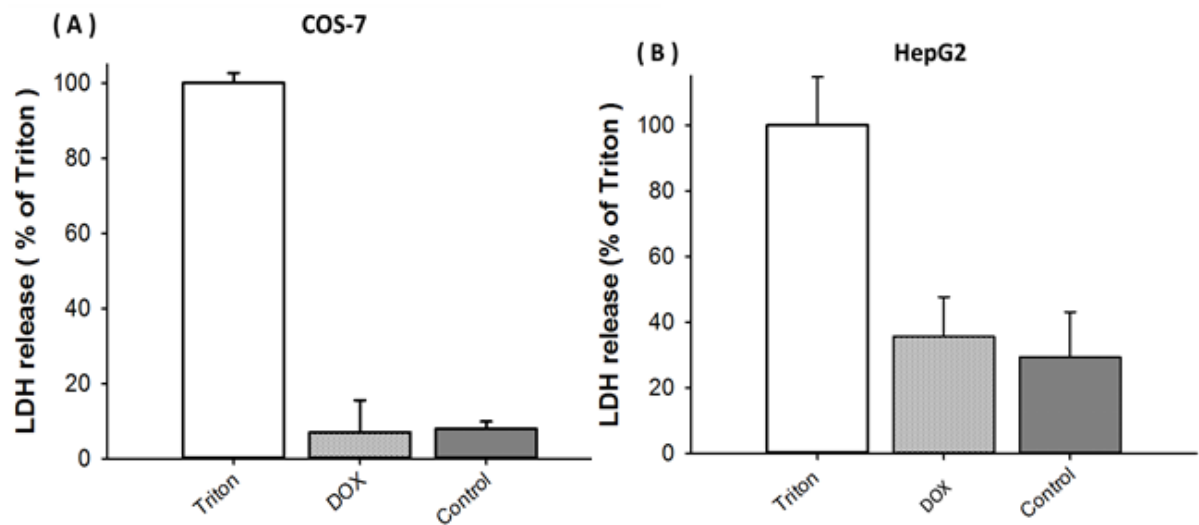 ( A )
COS-7
LDH release ( % of Triton )
100
80
60
40
20
0
Triton
DOX
Control
( B )
HepG2
LDH release (% of Triton)
100
80
60
40
20
0
Triton
DOX
Control